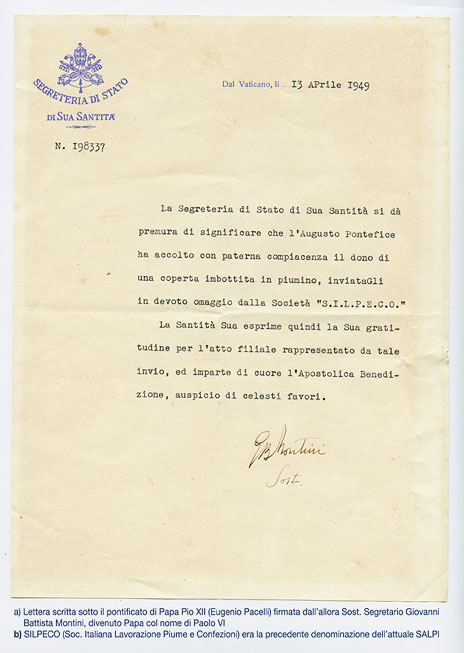 SEGRETERIA DI STATO
DI SUA SANTITÀ
Dal Vaticano, li 13 APrile 1949
N. 198337
La Segreteria di Stato di Sua Santità si dà
premura di significare che l'Augusto Pontefice
ha accolto con paterna compiacenza il dono di
una coperta imbottita in piumino, inviataGli
in devoto omaggio dalla Società "S.I.L.P.E.C.O."
La Santità Sua esprime quindi la Sua grati-
tudine per l'atto filiale rappresentato da tale
invio, ed imparte di cuore l'Apostolica Benedi-
zione, auspicio di celesti favori.
GBMontini
Sost.
a) Lettera scritta sotto il pontificato di Papa Pio XII (Eugenio Pacelli) firmata dall'allora Sost. Segretario Giovanni
Battista Montini, divenuto Papa col nome di Paolo VI
b) SILPECO (Soc. Italiana Lavorazione Piume e Confezioni) era la precedente denominazione dell'attuale SALPI